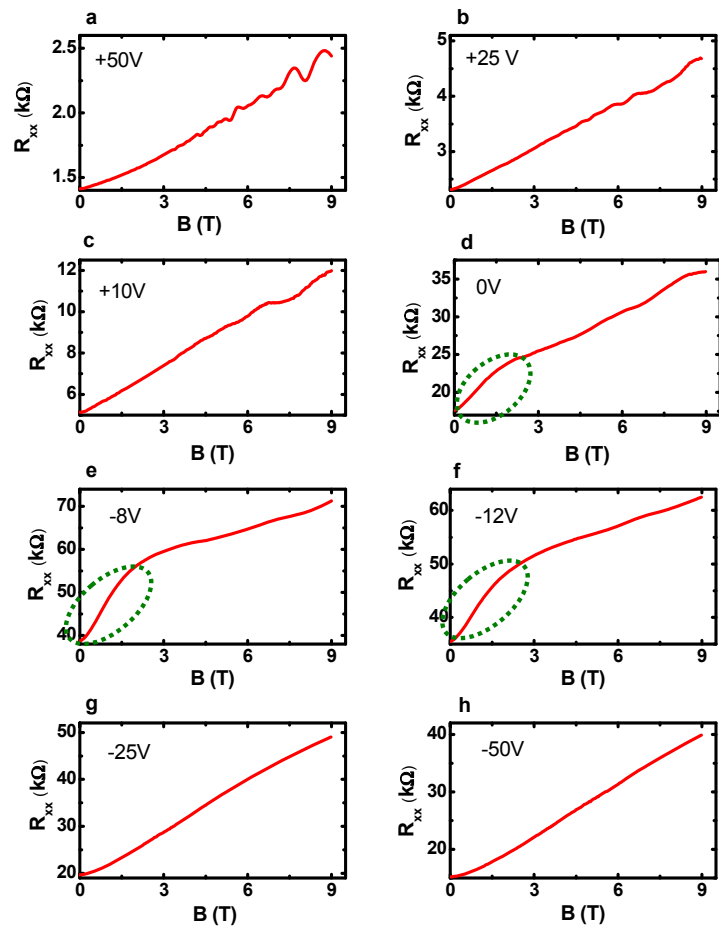 a
+50V
2.5
2.0
1.5
R_xx (kΩ)
0 3 6 9
B (T)
b
+25 V
5
4
3
R_xx (kΩ)
0 3 6 9
B (T)
c
+10V
12
10
8
6
R_xx (kΩ)
0 3 6 9
B (T)
d
0V
35
30
25
20
R_xx (kΩ)
0 3 6 9
B (T)
e
-8V
70
60
50
40
R_xx (kΩ)
0 3 6 9
B (T)
f
-12V
60
50
40
R_xx (kΩ)
0 3 6 9
B (T)
g
-25V
50
40
30
20
R_xx (kΩ)
0 3 6 9
B (T)
h
-50V
40
30
20
R_xx (kΩ)
0 3 6 9
B (T)